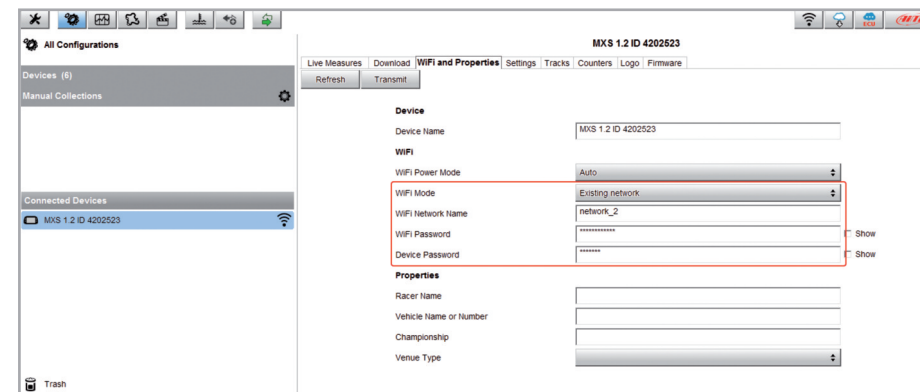 ECU
All Configurations
MXS 1.2 ID 4202523
Live Measures Download WiFi and Properties Settings Tracks Counters Logo Firmware
Devices (6)
Refresh Transmit
Manual Collections
Device
Device Name MXS 1.2 ID 4202523
WiFi
WiFi Power Mode Auto
WiFi Mode Existing network
Connected Devices
WiFi Network Name network_2
MXS 1.2 ID 4202523
WiFi Password ************ Show
Device Password ******* Show
Properties
Racer Name
Vehicle Name or Number
Championship
Venue Type
Trash